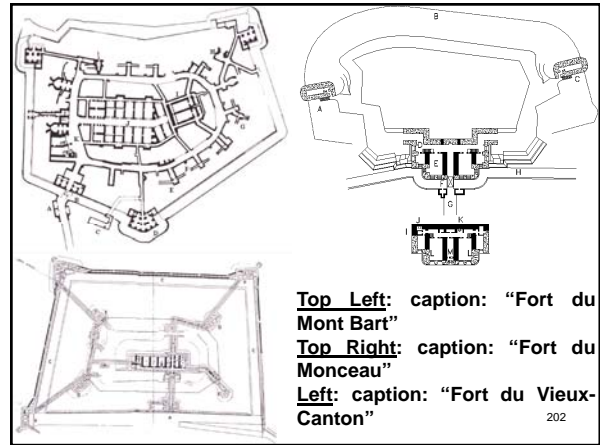 B
A
C
E
F
H
G
J K
I
L M L
A
C
D
G
Top Left: caption: “Fort du
Mont Bart”
Top Right: caption: “Fort du
Monceau”
Left: caption: “Fort du Vieux-
Canton”
202